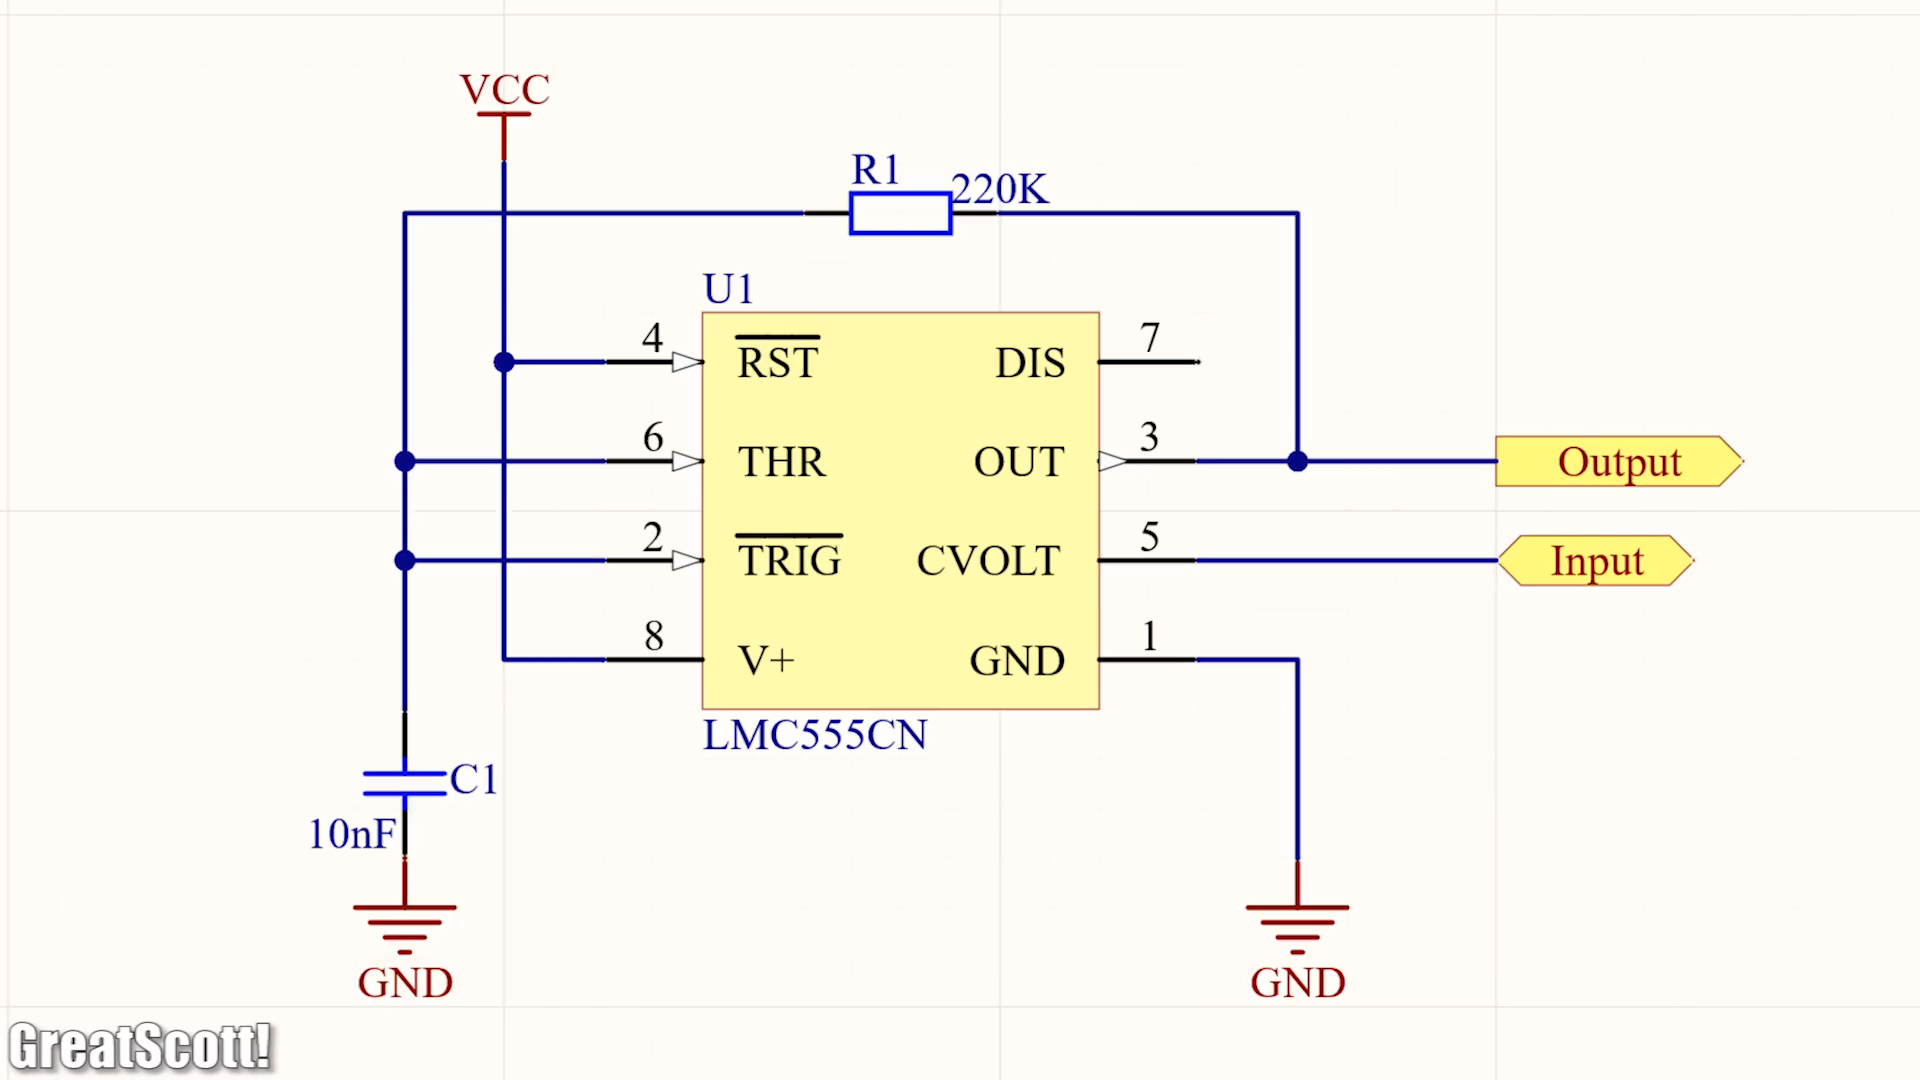 VCC
R1
220K
U1
4
RST
DIS
7
6
THR
OUT
3
Output
2
TRIG
CVOLT
5
Input
8
V+
GND
1
LMC555CN
C1
10nF
GND
GND
GreatScott!